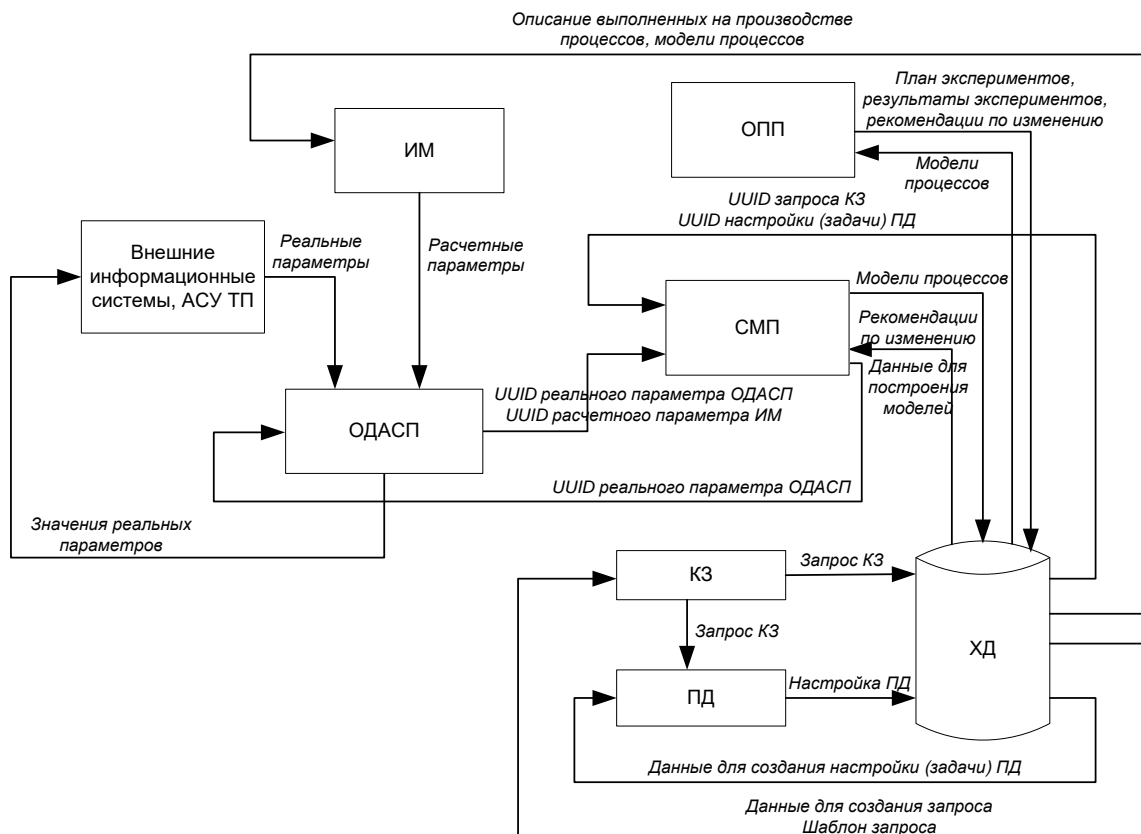 Описание выполненных на производстве
процессов, модели процессов
План экспериментов,
результаты экспериментов,
рекомендации по изменению
ОПП
ИМ
Модели
процессов
UUID запроса КЗ
UUID настройки (задачи) ПД
Внешние
информационные
системы, АСУ ТП
Реальные
параметры
Расчетные
параметры
Модели процессов
СМП
Рекомендации
по изменению
Данные для
построения
моделей
UUID реального параметра ОДАСП
UUID расчетного параметра ИМ
ОДАСП
UUID реального параметра ОДАСП
Значения реальных
параметров
КЗ
Запрос КЗ
Запрос КЗ
ХД
ПД
Настройка ПД
Данные для создания настройки (задачи) ПД
Данные для создания запроса
Шаблон запроса